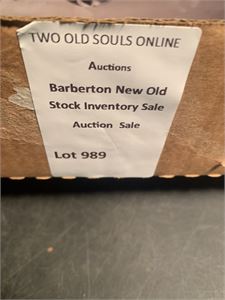 TWO OLD SOULS ONLINE
Auctions
Barberton New Old
Stock Inventory Sale
Auction Sale
Lot 989